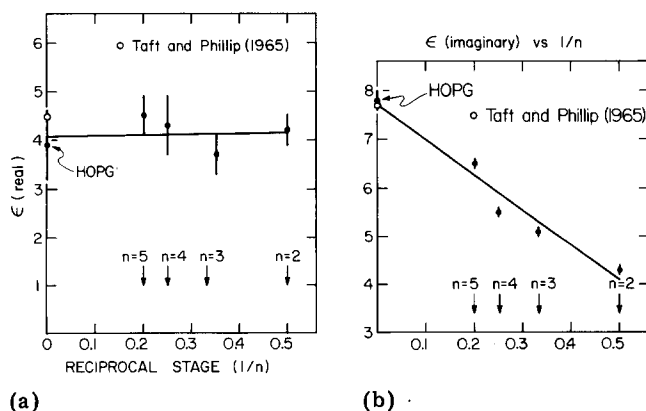 6
5
4
3
2
1
ϵ (real)
Taft and Phillip (1965)
HOPG
n=5 n=4 n=3 n=2
0 0.1 0.2 0.3 0.4 0.5
RECIPROCAL STAGE (1/n)
(a)
ϵ (imaginary) vs 1/n
8
7
6
5
4
3
HOPG
Taft and Phillip (1965)
n=5 n=4 n=3 n=2
0.1 0.2 0.3 0.4 0.5
(b)